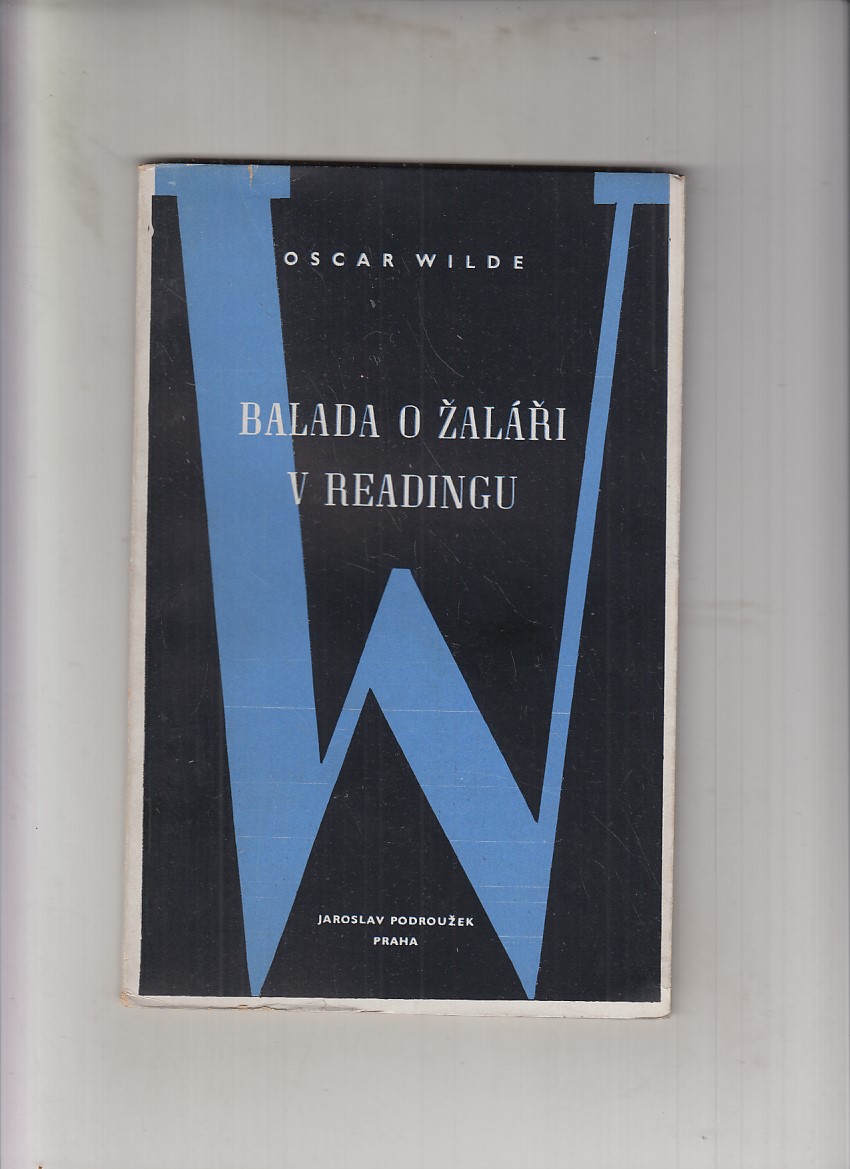 OSCAR WILDE
BALADA O ŽALÁŘI
V READINGU
W
JAROSLAV PODROUŽEK
PRAHA